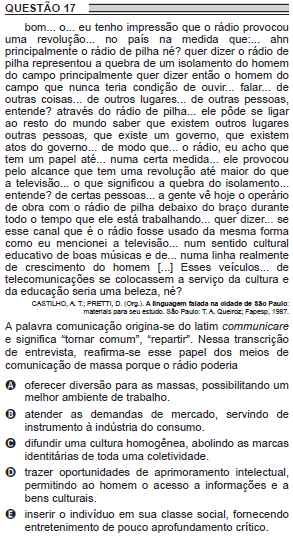 QUESTÃO 17
bom... o... eu tenho impressão que o rádio provocou
uma revolução... no país na medida que:... ahn
principalmente o rádio de pilha né? quer dizer o rádio de
pilha representou a quebra de um isolamento do homem
do campo principalmente quer dizer então o homem do
campo que nunca teria condição de ouvir... falar... de
outras coisas... de outros lugares... de outras pessoas,
entende? através do rádio de pilha... ele pôde se ligar
ao resto do mundo saber que existem outros lugares
outras pessoas, que existe um governo, que existem
atos do governo... de modo que... o rádio, eu acho que
tem um papel até... numa certa medida... ele provocou
pelo alcance que tem uma revolução até maior do que
a televisão... o que significou a quebra do isolamento...
entende? de certas pessoas... a gente vê hoje o operário
de obra com o rádio de pilha debaixo do braço durante
todo o tempo que ele está trabalhando... quer dizer... se
esse canal que é o rádio fosse usado da mesma forma
como eu mencionei a televisão... num sentido cultural
educativo de boas músicas e de... numa linha realmente
de crescimento do homem [...] Esses veículos... de
telecomunicações se colocassem a serviço da cultura e
da educação seria uma beleza, né?
CASTILHO, A. T.; PRETTI, D. (Org.). A linguagem falada na cidade de São Paulo:
materiais para seu estudo. São Paulo: T. A. Queiroz; Fapesp, 1987.
A palavra comunicação origina-se do latim communicare
e significa “tornar comum”, “repartir”. Nessa transcrição
de entrevista, reafirma-se esse papel dos meios de
comunicação de massa porque o rádio poderia
A oferecer diversão para as massas, possibilitando um
melhor ambiente de trabalho.
B atender as demandas de mercado, servindo de
instrumento à indústria do consumo.
C difundir uma cultura homogênea, abolindo as marcas
identitárias de toda uma coletividade.
D trazer oportunidades de aprimoramento intelectual,
permitindo ao homem o acesso a informações e a
bens culturais.
E inserir o indivíduo em sua classe social, fornecendo
entretenimento de pouco aprofundamento crítico.